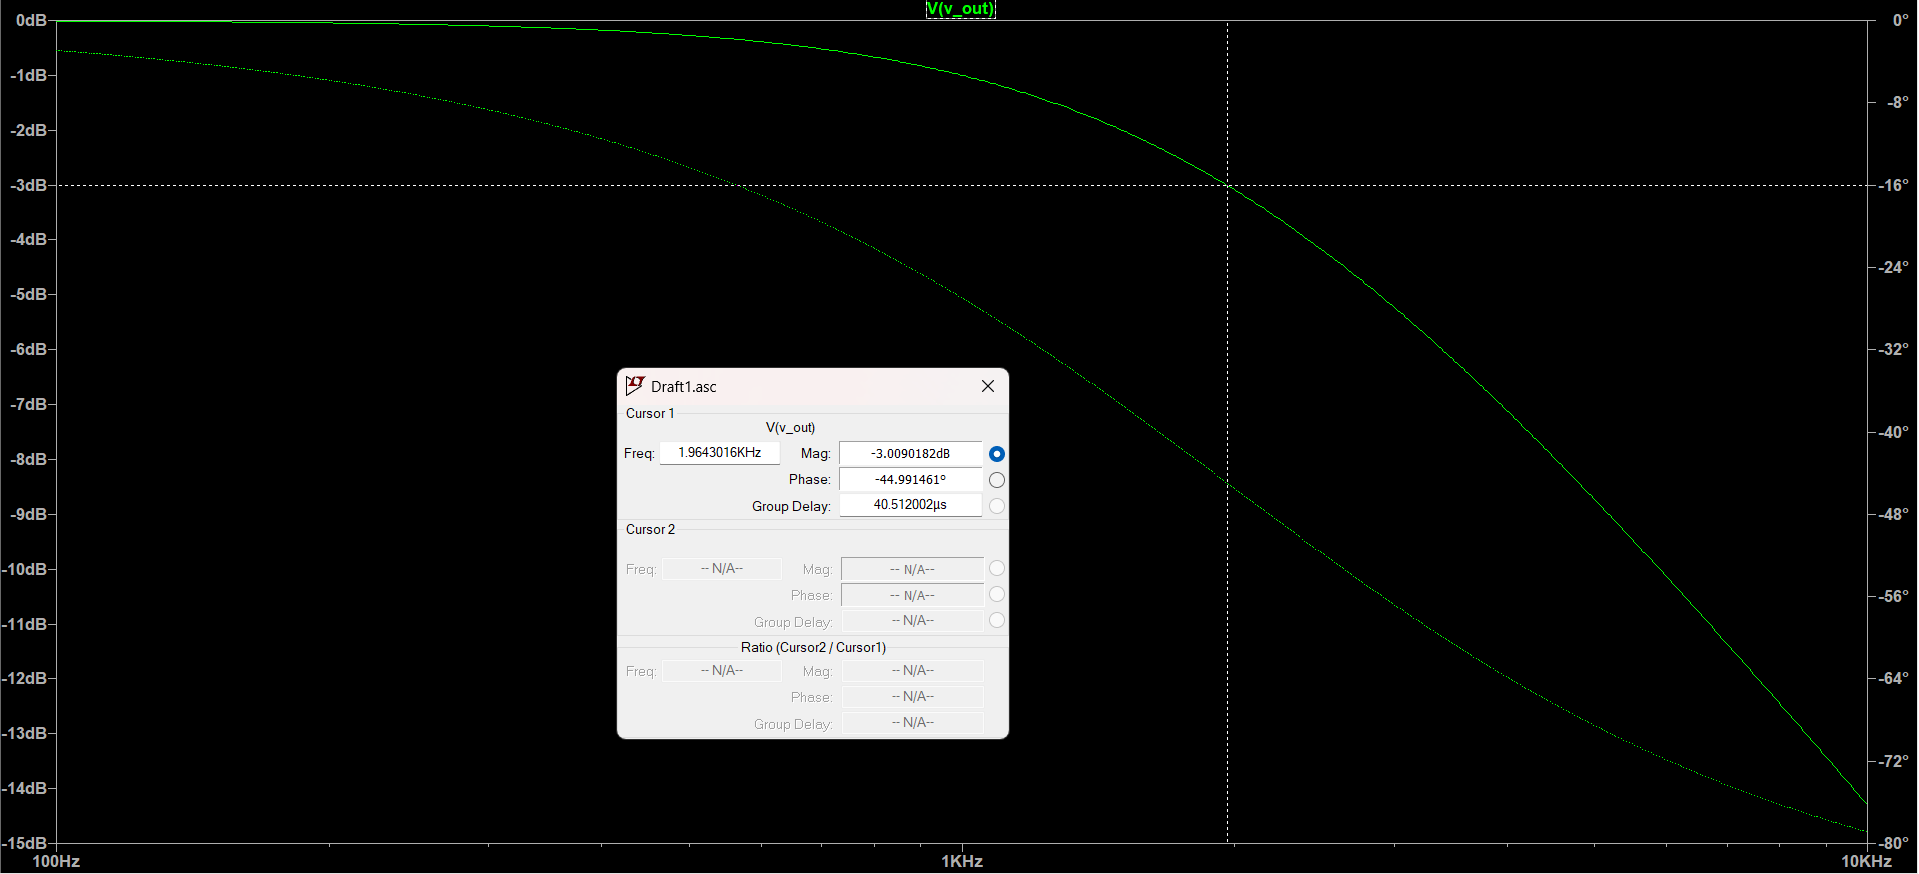 V(v_out)
0dB
-1dB
-2dB
-3dB
-4dB
-5dB
-6dB
-7dB
-8dB
-9dB
-10dB
-11dB
-12dB
-13dB
-14dB
-15dB
0°
-8°
-16°
-24°
-32°
-40°
-48°
-56°
-64°
-72°
-80°
100Hz 1KHz 10KHz
LT Draft1.asc
Cursor 1
V(v_out)
Freq: 1.9643016KHz Mag: -3.0090182dB
Phase: -44.991461°
Group Delay: 40.512002µs
Cursor 2
Freq: -- N/A-- Mag: -- N/A--
Phase: -- N/A--
Group Delay: -- N/A--
Ratio (Cursor2 / Cursor1)
Freq: -- N/A-- Mag: -- N/A--
Phase: -- N/A--
Group Delay: -- N/A--